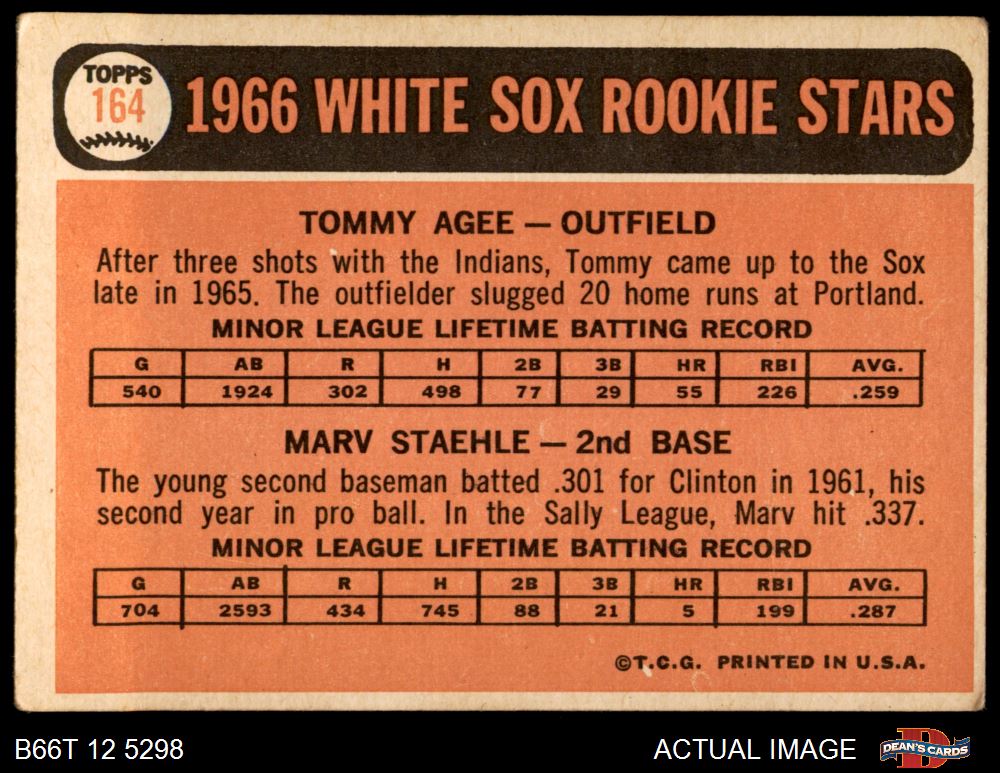 TOPPS
164
1966 WHITE SOX ROOKIE STARS
TOMMY AGEE — OUTFIELD
After three shots with the Indians, Tommy came up to the Sox
late in 1965. The outfielder slugged 20 home runs at Portland.
MINOR LEAGUE LIFETIME BATTING RECORD
G AB R H 2B 3B HR RBI AVG.
540 1924 302 498 77 29 55 226 .259
MARV STAEHLE — 2nd BASE
The young second baseman batted .301 for Clinton in 1961, his
second year in pro ball. In the Sally League, Marv hit .337.
MINOR LEAGUE LIFETIME BATTING RECORD
G AB R H 2B 3B HR RBI AVG.
704 2593 434 745 88 21 5 199 .287
©T.C.G. PRINTED IN U.S.A.
B66T 12 5298 ACTUAL IMAGE DEAN'S CARDS